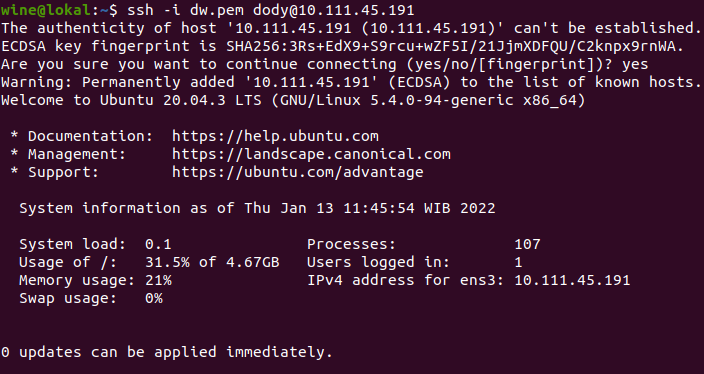 wine@lokal:~$ ssh -i dw.pem dody@10.111.45.191
The authenticity of host '10.111.45.191 (10.111.45.191)' can't be established.
ECDSA key fingerprint is SHA256:3Rs+EdX9+S9rcu+wZF5I/21JjmXDFQU/C2knpx9rnWA.
Are you sure you want to continue connecting (yes/no/[fingerprint])? yes
Warning: Permanently added '10.111.45.191' (ECDSA) to the list of known hosts.
Welcome to Ubuntu 20.04.3 LTS (GNU/Linux 5.4.0-94-generic x86_64)
* Documentation:  https://help.ubuntu.com
* Management:     https://landscape.canonical.com
* Support:        https://ubuntu.com/advantage
System information as of Thu Jan 13 11:45:54 WIB 2022
System load:  0.1               Processes:             107
Usage of /:   31.5% of 4.67GB   Users logged in:       1
Memory usage: 21%               IPv4 address for ens3: 10.111.45.191
Swap usage:   0%
0 updates can be applied immediately.